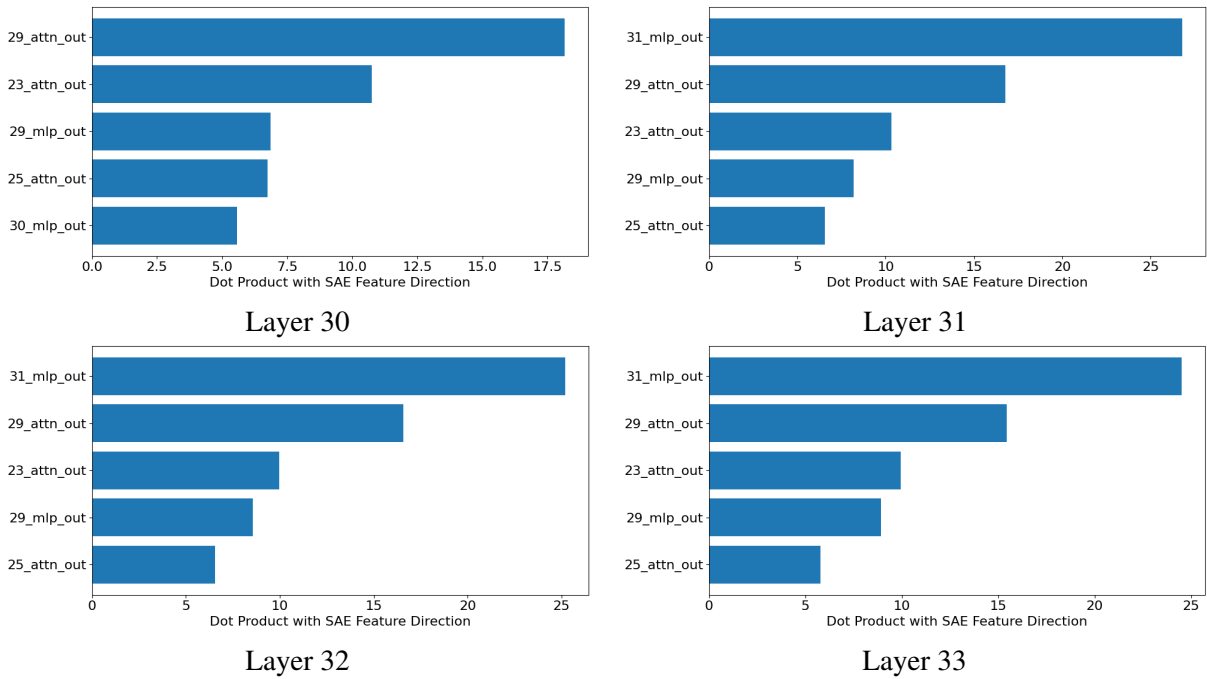 29_attn_out
23_attn_out
29_mlp_out
25_attn_out
30_mlp_out
0.0 2.5 5.0 7.5 10.0 12.5 15.0 17.5
Dot Product with SAE Feature Direction
Layer 30
31_mlp_out
29_attn_out
23_attn_out
29_mlp_out
25_attn_out
0 5 10 15 20 25
Dot Product with SAE Feature Direction
Layer 31
31_mlp_out
29_attn_out
23_attn_out
29_mlp_out
25_attn_out
0 5 10 15 20 25
Dot Product with SAE Feature Direction
Layer 32
31_mlp_out
29_attn_out
23_attn_out
29_mlp_out
25_attn_out
0 5 10 15 20 25
Dot Product with SAE Feature Direction
Layer 33